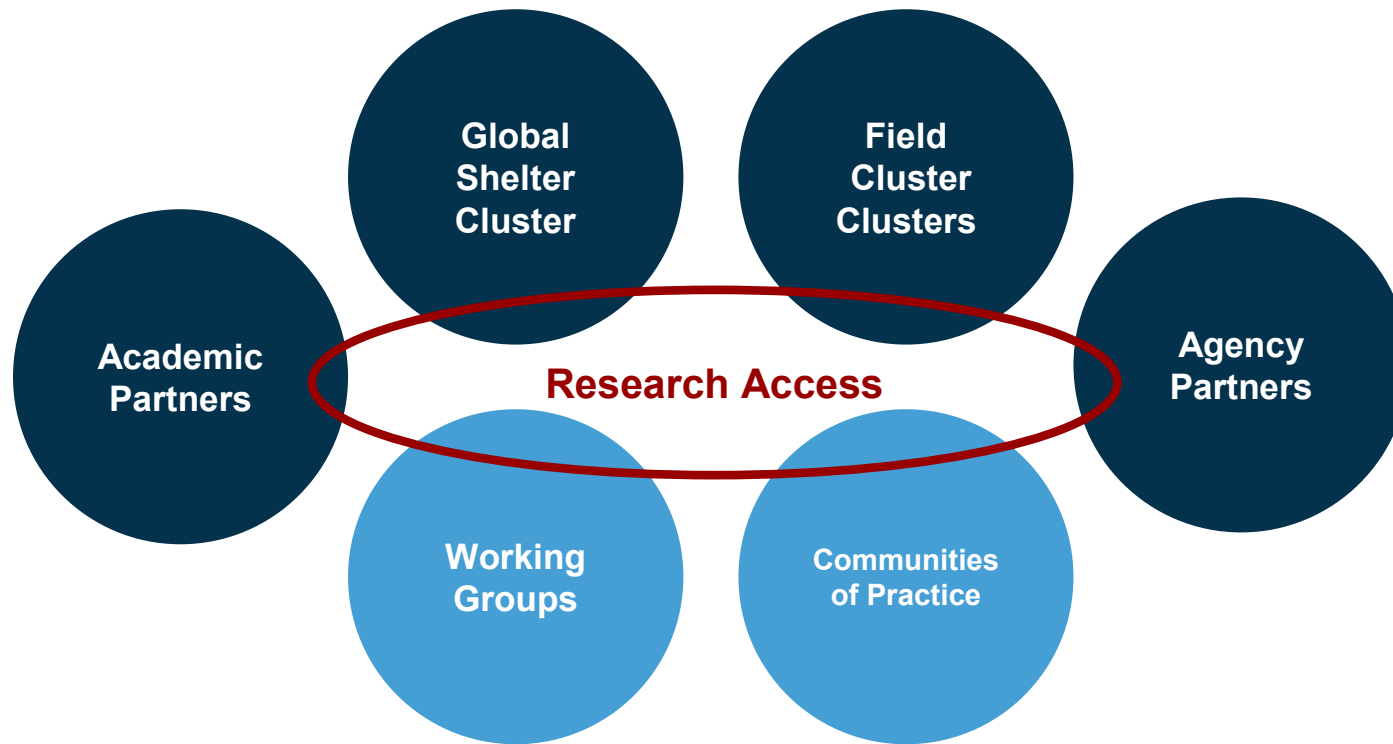 Global
Shelter
Cluster
Field
Cluster
Clusters
Academic
Partners
Research Access
Agency
Partners
Working
Groups
Communities
of Practice